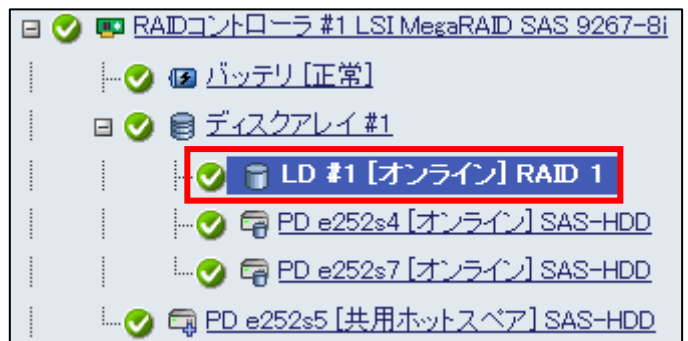 RAIDコントローラ #1 LSI MegaRAID SAS 9267-8i
バッテリ [正常]
ディスクアレイ #1
LD #1 [オンライン] RAID 1
PD e252s4 [オンライン] SAS-HDD
PD e252s7 [オンライン] SAS-HDD
PD e252s5 [共用ホットスペア] SAS-HDD